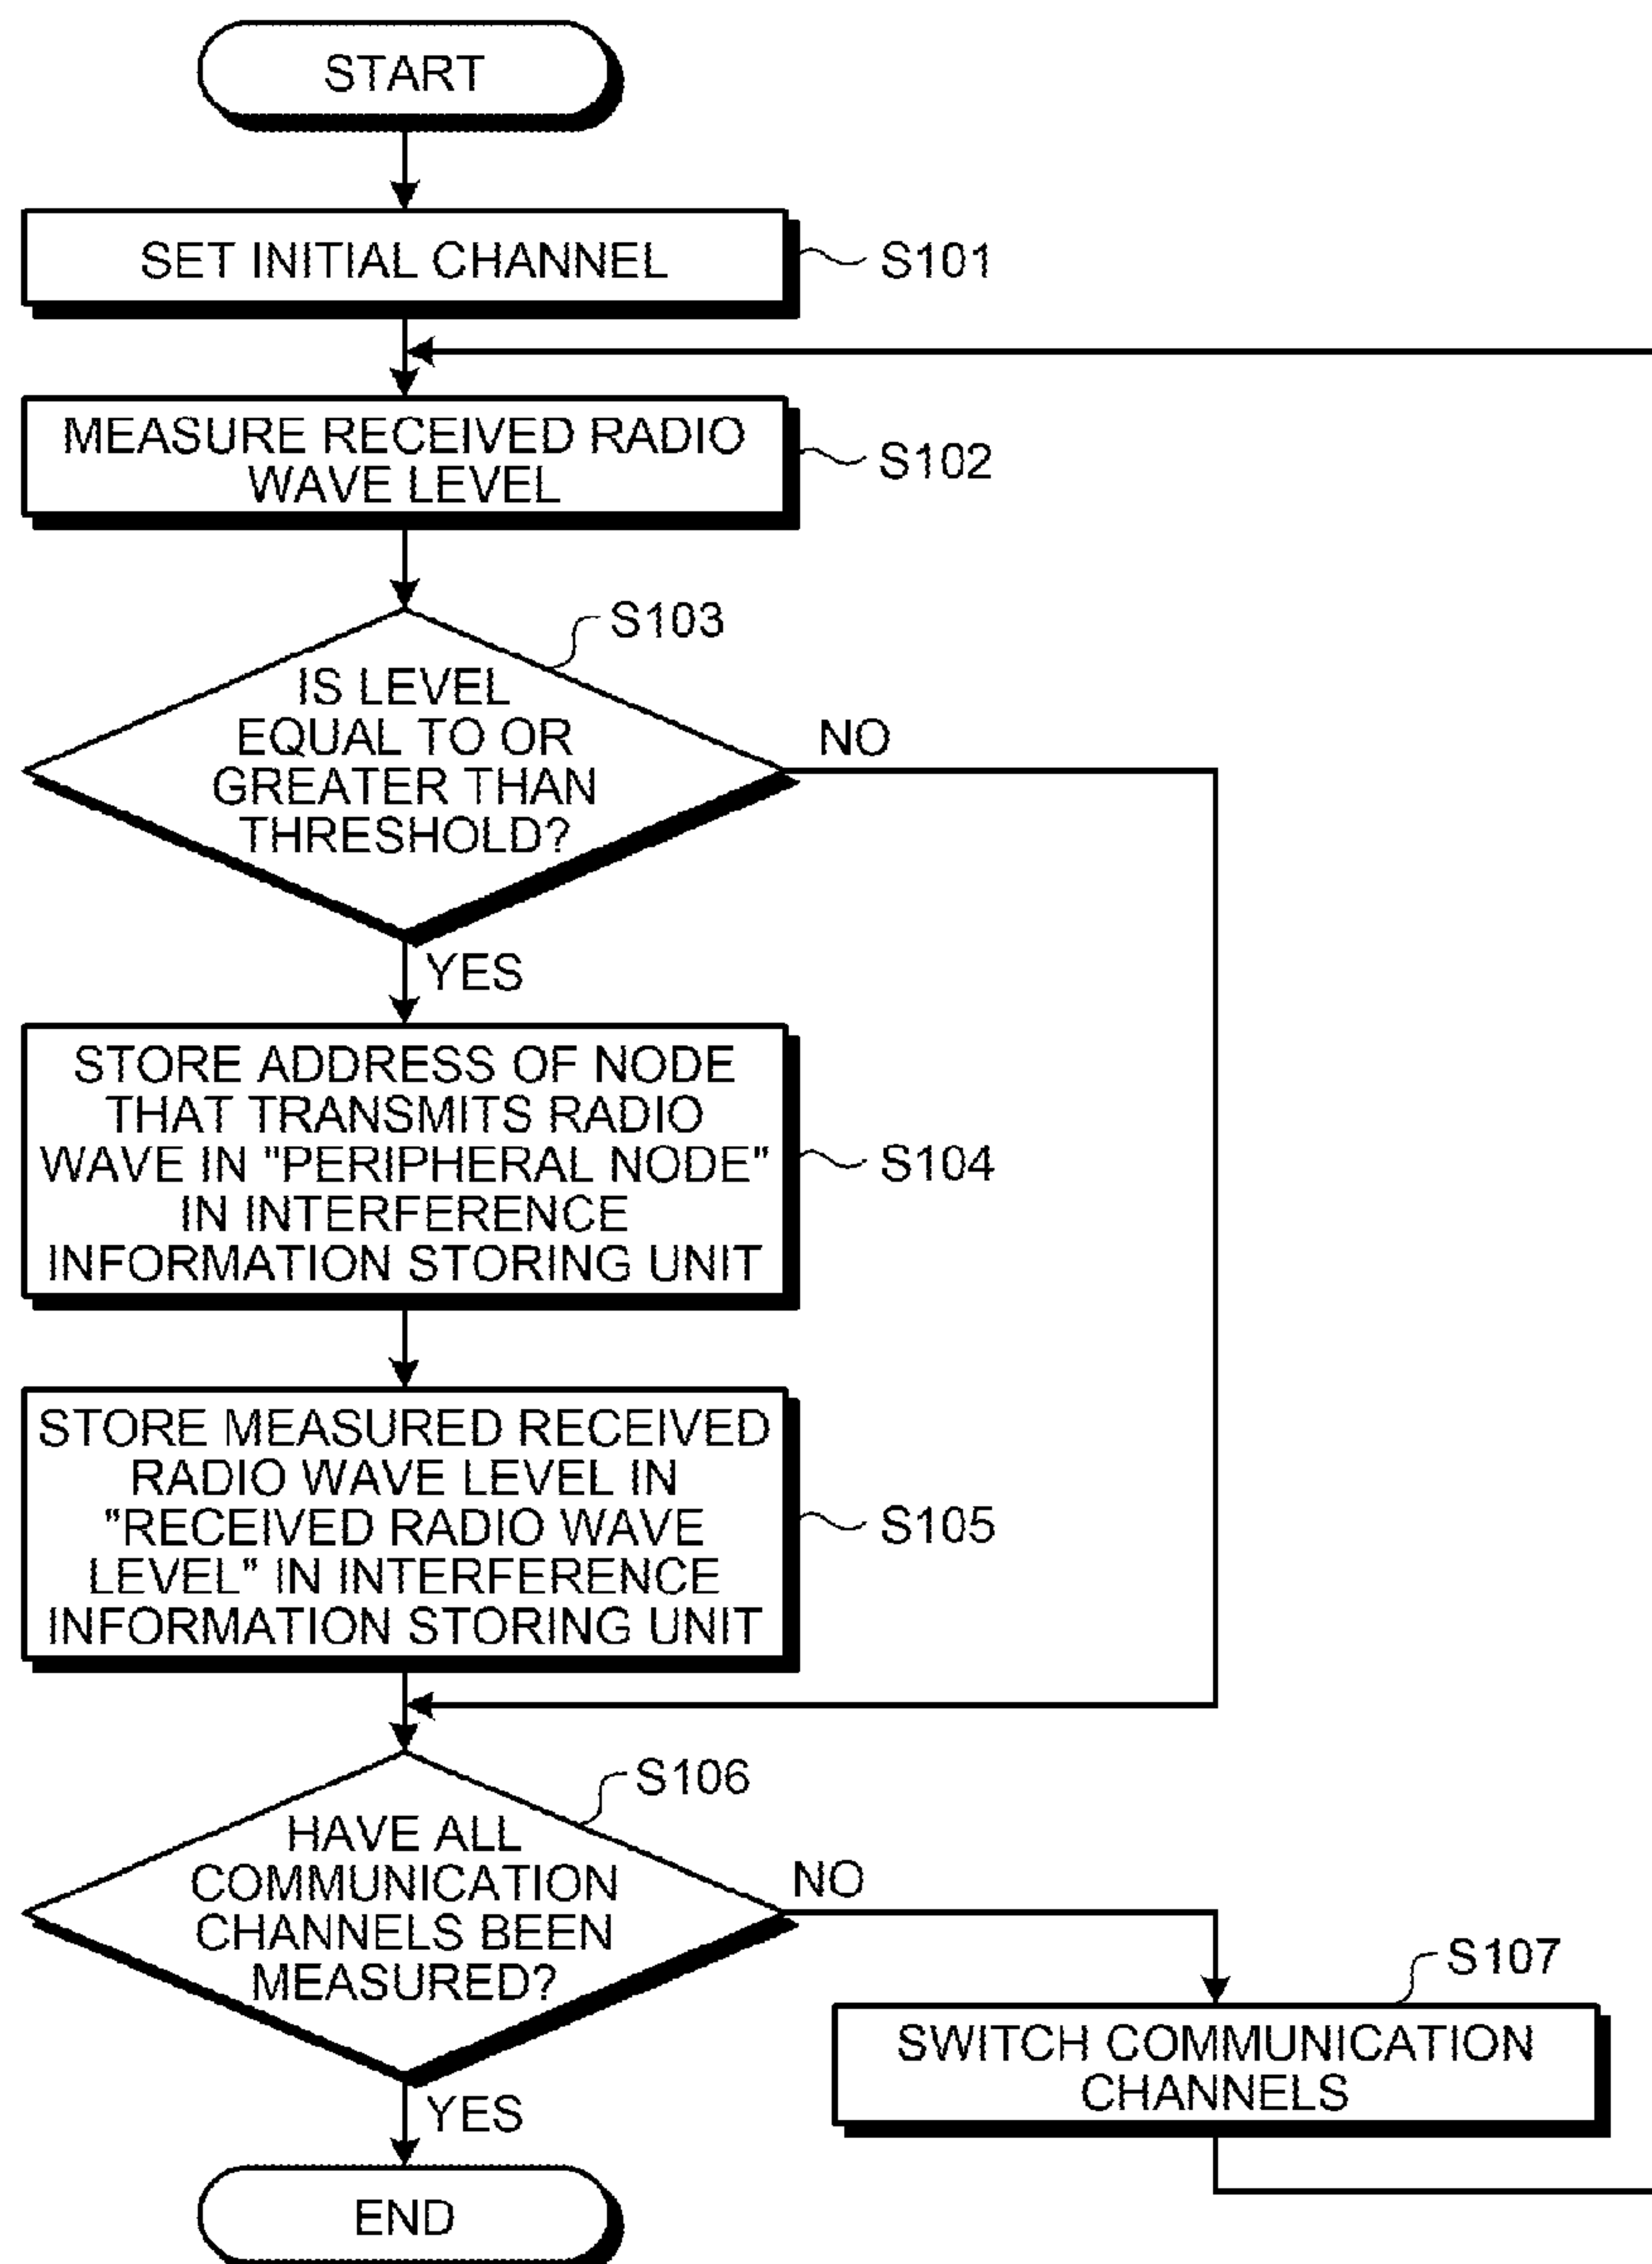 START
SET INITIAL CHANNEL
S101
MEASURE RECEIVED RADIO
WAVE LEVEL
S102
S103
IS LEVEL
EQUAL TO OR
GREATER THAN
THRESHOLD?
NO
YES
STORE ADDRESS OF NODE
THAT TRANSMITS RADIO
WAVE IN "PERIPHERAL NODE"
IN INTERFERENCE
INFORMATION STORING UNIT
S104
STORE MEASURED RECEIVED
RADIO WAVE LEVEL IN
"RECEIVED RADIO WAVE
LEVEL" IN INTERFERENCE
INFORMATION STORING UNIT
S105
S106
HAVE ALL
COMMUNICATION
CHANNELS BEEN
MEASURED?
NO
S107
SWITCH COMMUNICATION
CHANNELS
YES
END